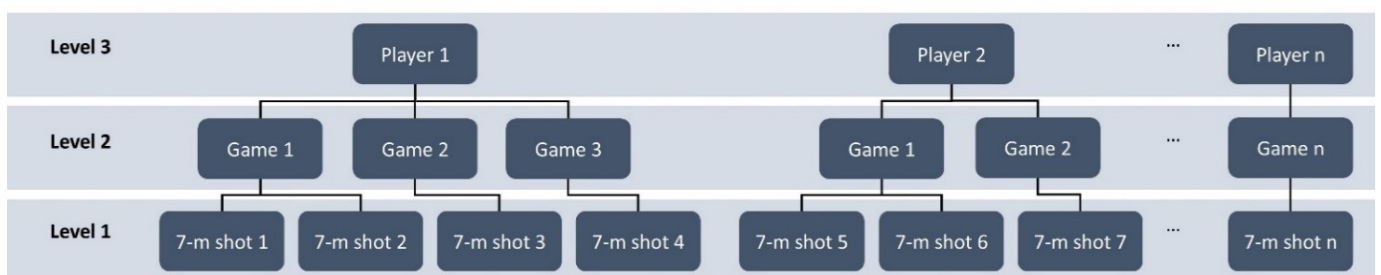 Level 3
Player 1
Player 2
...
Player n
Level 2
Game 1
Game 2
Game 3
Game 1
Game 2
...
Game n
Level 1
7-m shot 1
7-m shot 2
7-m shot 3
7-m shot 4
7-m shot 5
7-m shot 6
7-m shot 7
...
7-m shot n